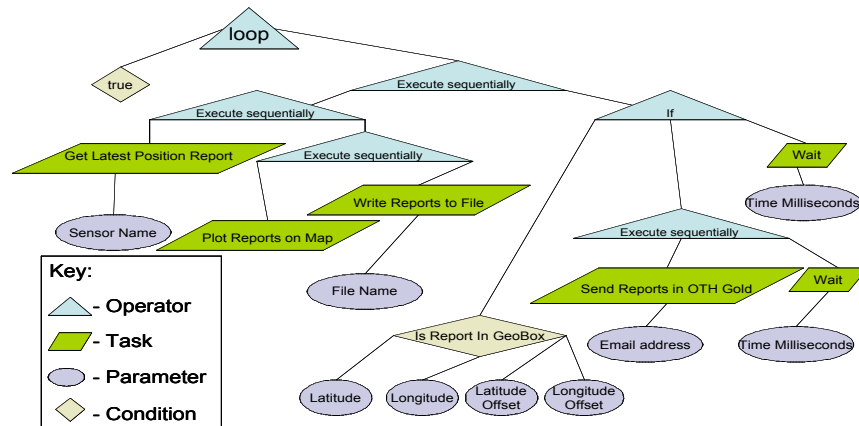 loop
true
Execute sequentially
Execute sequentially
If
Get Latest Position Report
Execute sequentially
Wait
Sensor Name
Plot Reports on Map
Write Reports to File
Time Milliseconds
Execute sequentially
File Name
Send Reports in OTH Gold
Wait
Is Report In GeoBox
Email address
Time Milliseconds
Latitude
Longitude
Latitude
Offset
Longitude
Offset
Key:
- Operator
- Task
- Parameter
- Condition